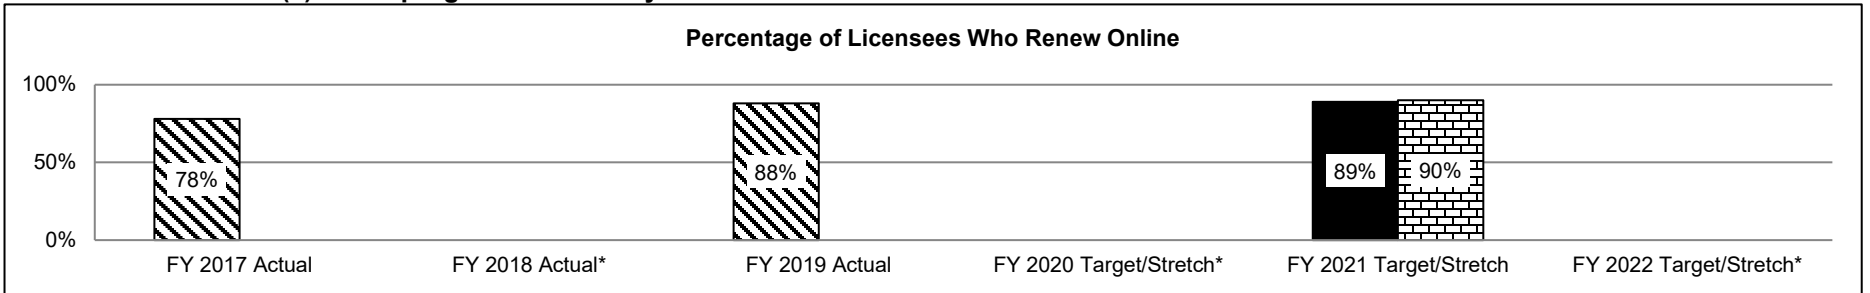 Percentage of Licensees Who Renew Online
100%
50%
0%
78%
88%
89%
90%
FY 2017 Actual
FY 2018 Actual*
FY 2019 Actual
FY 2020 Target/Stretch*
FY 2021 Target/Stretch
FY 2022 Target/Stretch*